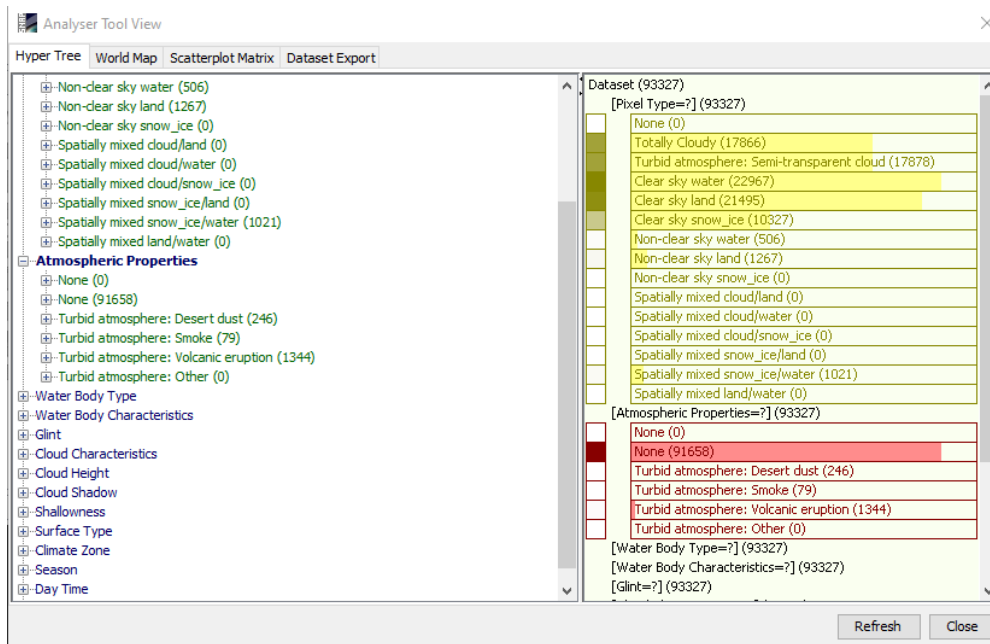 Analyser Tool View
Hyper Tree World Map Scatterplot Matrix Dataset Export
Non-clear sky water (506)
Non-clear sky land (1267)
Non-clear sky snow_ice (0)
Spatially mixed cloud/land (0)
Spatially mixed cloud/water (0)
Spatially mixed cloud/snow_ice (0)
Spatially mixed snow_ice/land (0)
Spatially mixed snow_ice/water (1021)
Spatially mixed land/water (0)
Atmospheric Properties
None (0)
None (91658)
Turbid atmosphere: Desert dust (246)
Turbid atmosphere: Smoke (79)
Turbid atmosphere: Volcanic eruption (1344)
Turbid atmosphere: Other (0)
Water Body Type
Water Body Characteristics
Glint
Cloud Characteristics
Cloud Height
Cloud Shadow
Shallowness
Surface Type
Climate Zone
Season
Day Time
Dataset (93327)
[Pixel Type=?] (93327)
None (0)
Totally Cloudy (17866)
Turbid atmosphere: Semi-transparent cloud (17878)
Clear sky water (22967)
Clear sky land (21495)
Clear sky snow_ice (10327)
Non-clear sky water (506)
Non-clear sky land (1267)
Non-clear sky snow_ice (0)
Spatially mixed cloud/land (0)
Spatially mixed cloud/water (0)
Spatially mixed cloud/snow_ice (0)
Spatially mixed snow_ice/land (0)
Spatially mixed snow_ice/water (1021)
Spatially mixed land/water (0)
[Atmospheric Properties=?] (93327)
None (0)
None (91658)
Turbid atmosphere: Desert dust (246)
Turbid atmosphere: Smoke (79)
Turbid atmosphere: Volcanic eruption (1344)
Turbid atmosphere: Other (0)
[Water Body Type=?] (93327)
[Water Body Characteristics=?] (93327)
[Glint=?] (93327)
Refresh Close